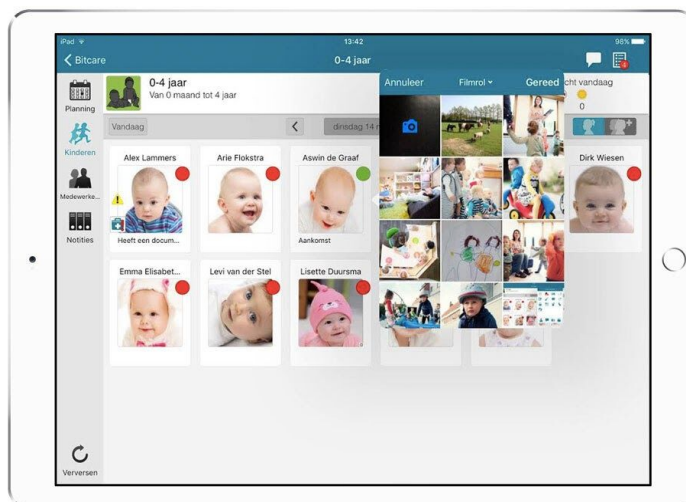 iPad
13:42
98%
Bitcare
0-4 jaar
0-4 jaar
Van 0 maand tot 4 jaar
Annuleer
Filmrol
Gereed
cht vandaag
0
Planning
Vandaag
dinsdag 14
Kinderen
Alex Lammers
Arie Flokstra
Aswin de Graaf
Dirk Wiesen
Medewerke...
Heeft een docum...
Aankomst
Notities
Emma Elisabet...
Levi van der Stel
Lisette Duursma
Verversen